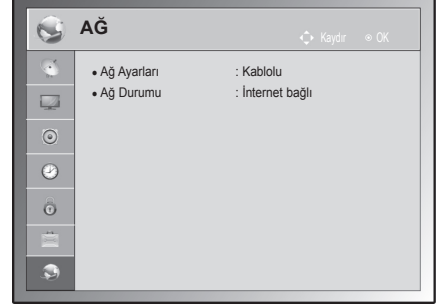 AĞ
Kaydır OK
• Ağ Ayarları : Kablolu
• Ağ Durumu : İnternet bağlı